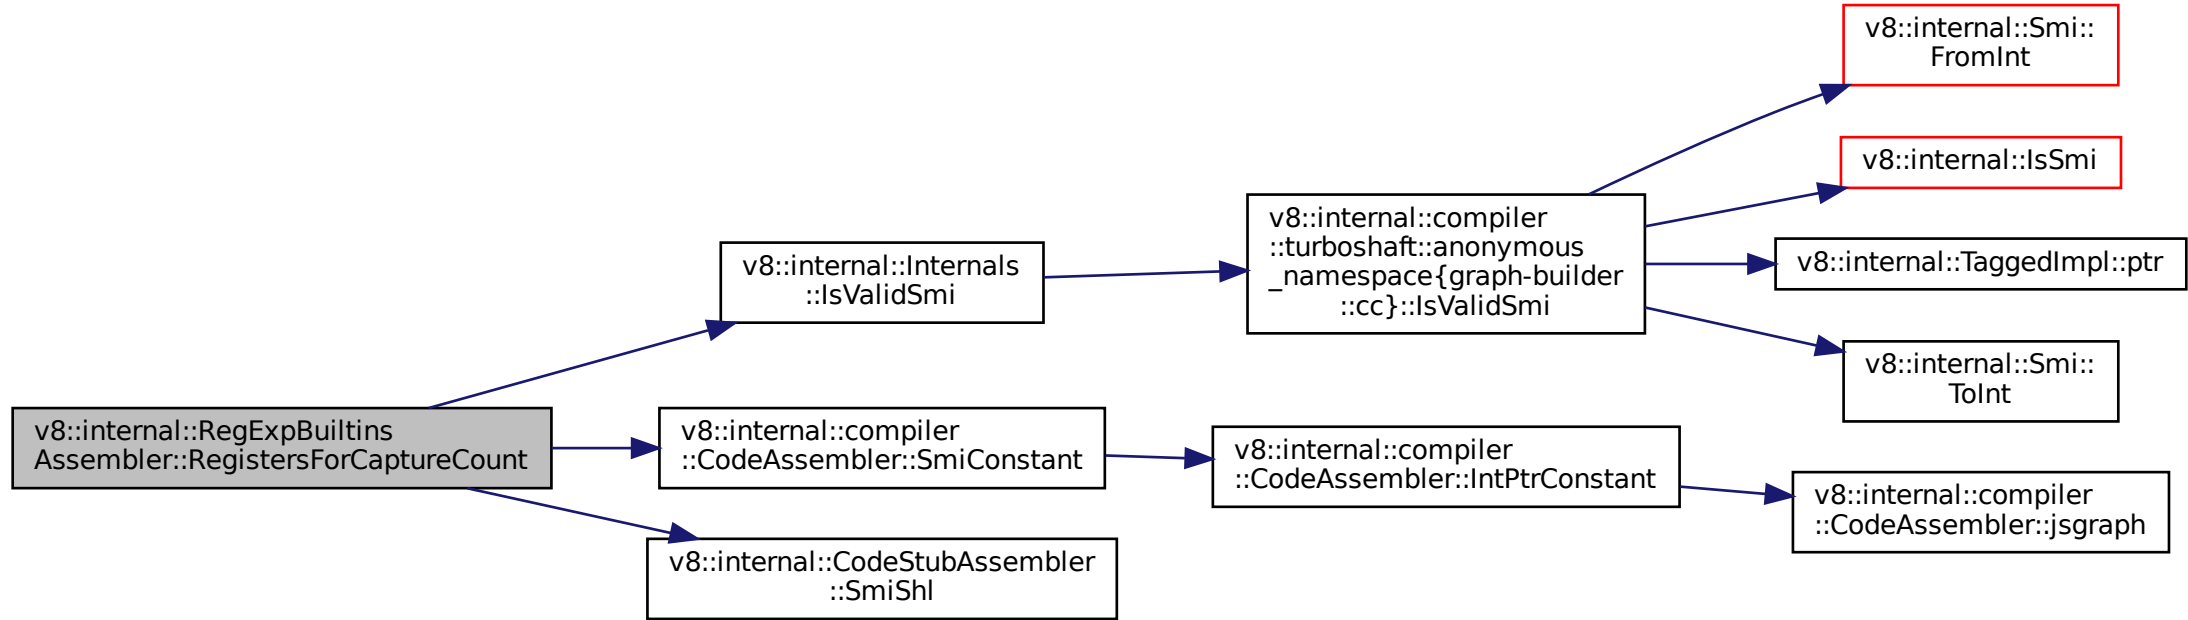 v8::internal::RegExpBuiltins
Assembler::RegistersForCaptureCount
v8::internal::Internals
::IsValidSmi
v8::internal::compiler
::turboshaft::anonymous
_namespace{graph-builder
::cc}::IsValidSmi
v8::internal::Smi::
FromInt
v8::internal::IsSmi
v8::internal::TaggedImpl::ptr
v8::internal::Smi::
ToInt
v8::internal::compiler
::CodeAssembler::SmiConstant
v8::internal::compiler
::CodeAssembler::IntPtrConstant
v8::internal::compiler
::CodeAssembler::jsgraph
v8::internal::CodeStubAssembler
::SmiShl